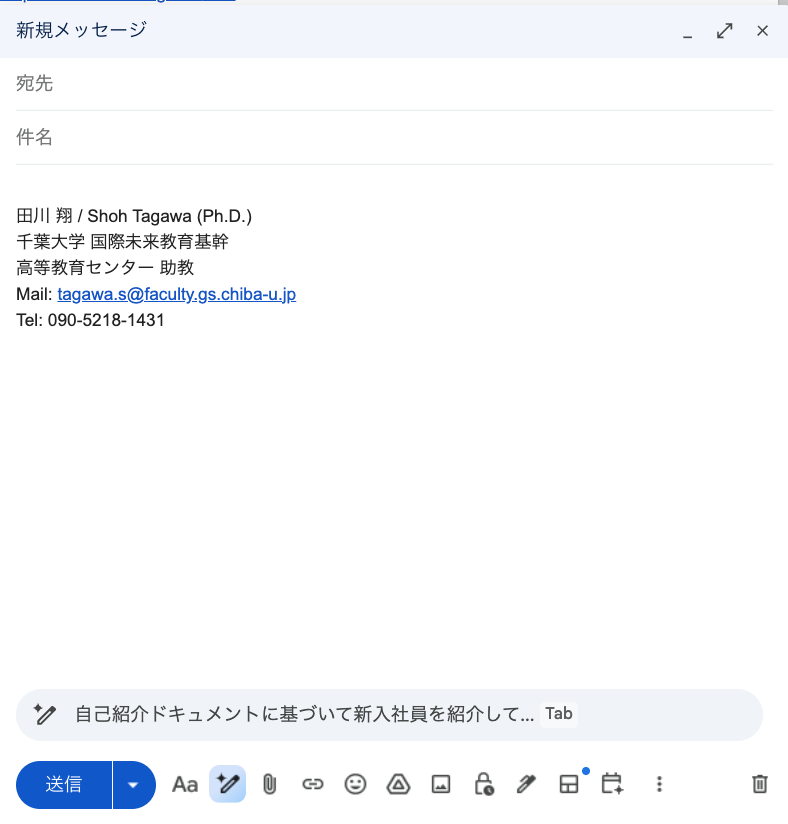 新規メッセージ
宛先
件名
田川 翔 / Shoh Tagawa (Ph.D.)
千葉大学 国際未来教育基幹
高等教育センター 助教
Mail: tagawa.s@faculty.gs.chiba-u.jp
Tel: 090-5218-1431
自己紹介ドキュメントに基づいて新入社員を紹介して... Tab
送信 Aa